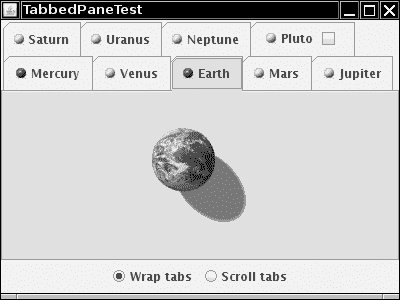 TabbedPaneTest
Saturn Uranus Neptune Pluto
Mercury Venus Earth Mars Jupiter
Wrap tabs Scroll tabs